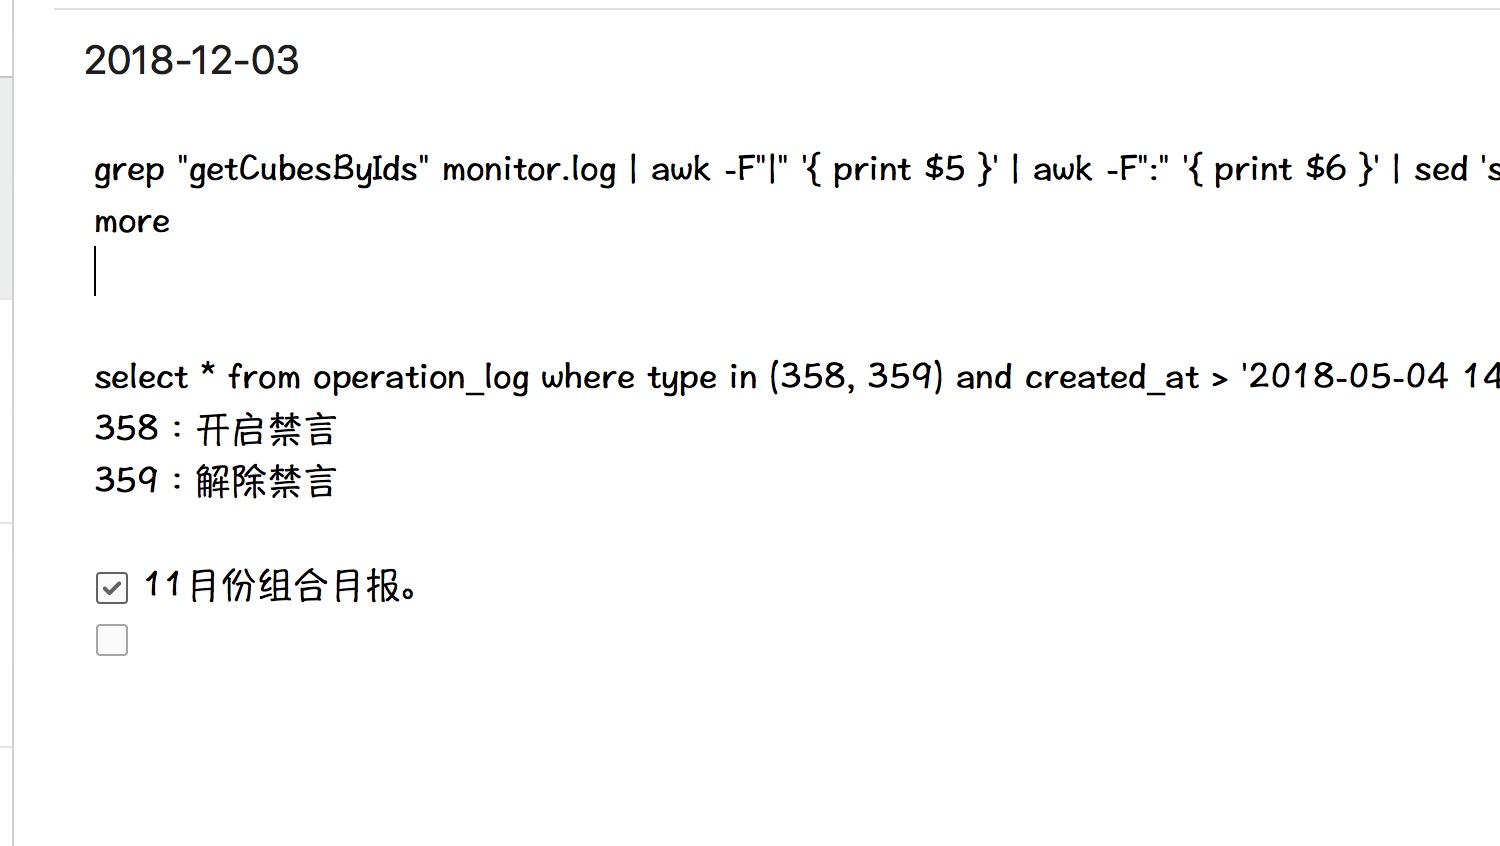 2018-12-03
grep "getCubesByIds" monitor.log | awk -F"|" '{ print $5 }' | awk -F":" '{ print $6 }' | sed 's
more
select * from operation_log where type in (358, 359) and created_at > '2018-05-04 14
358：开启禁言
359：解除禁言
11月份组合月报。